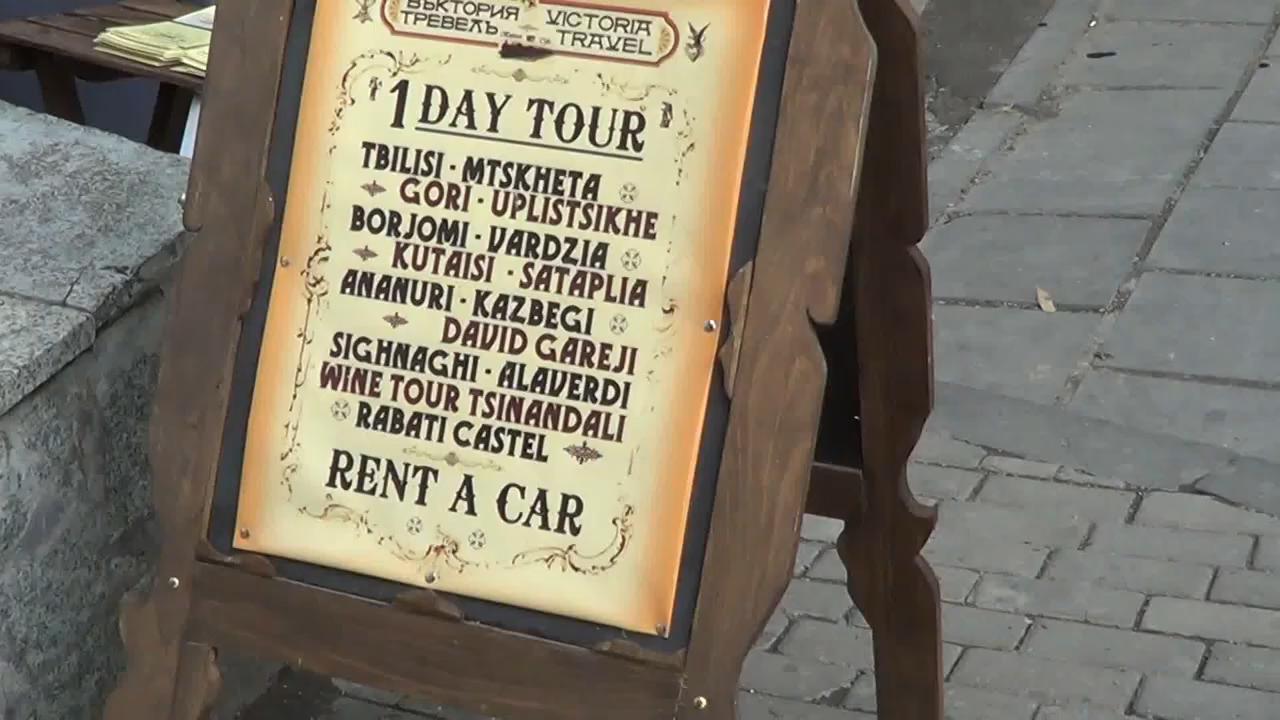 ВЪКТОРИЯ
ТРЕВЕЛЪ
VICTORIA
TRAVEL
1 DAY TOUR
TBILISI · MTSKHETA
GORI · UPLISTSIKHE
BORJOMI · VARDZIA
KUTAISI · SATAPLIA
ANANURI · KAZBEGI
DAVID GAREJI
SIGHNAGHI · ALAVERDI
WINE TOUR TSINANDALI
RABATI CASTEL
RENT A CAR